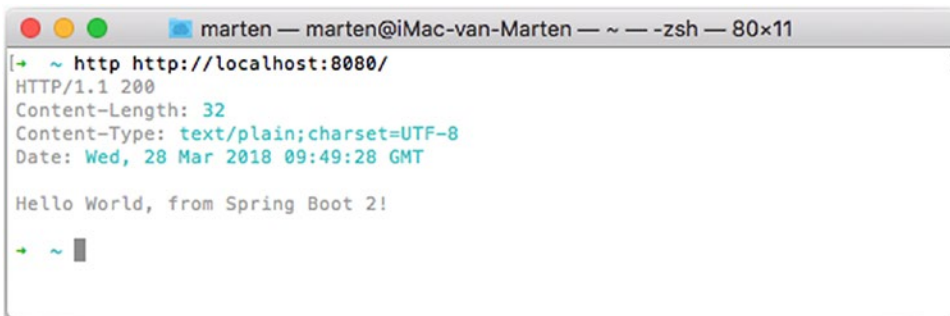 marten — marten@iMac-van-Marten — ~ — -zsh — 80×11
[→ ~ http http://localhost:8080/
HTTP/1.1 200
Content-Length: 32
Content-Type: text/plain;charset=UTF-8
Date: Wed, 28 Mar 2018 09:49:28 GMT
Hello World, from Spring Boot 2!
→ ~